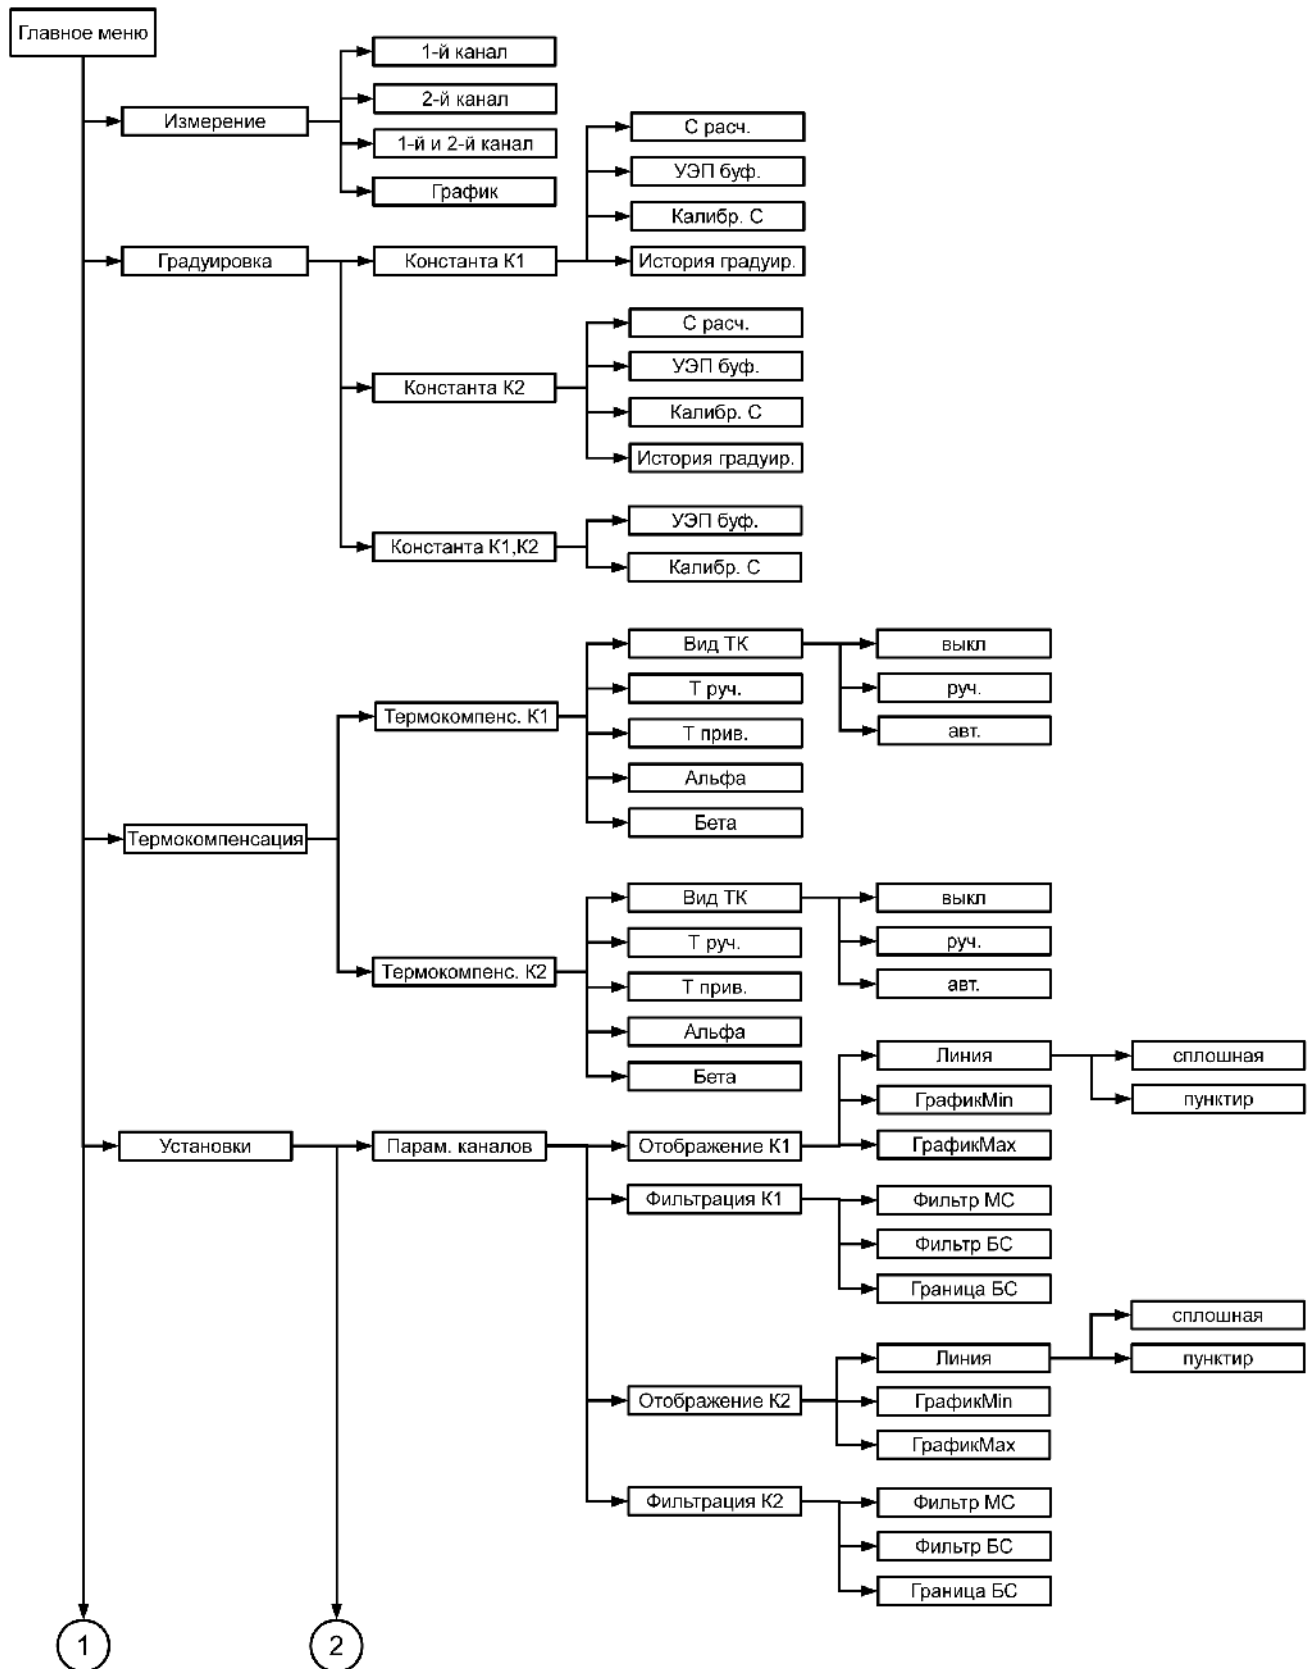 Главное меню
1-й канал
2-й канал
Измерение
1-й и 2-й канал
График
С расч.
УЭП буф.
Калибр. С
Градуировка
Константа К1
История градуир.
С расч.
УЭП буф.
Константа К2
Калибр. С
История градуир.
УЭП буф.
Константа К1,К2
Калибр. С
Вид ТК
выкл
Т руч.
руч.
Термокомпенс. К1
Т прив.
авт.
Альфа
Бета
Термокомпенсация
Вид ТК
выкл
Т руч.
руч.
Термокомпенс. К2
Т прив.
авт.
Альфа
Бета
Линия
сплошная
ГрафикMin
пунктир
Установки
Парам. каналов
Отображение К1
ГрафикMax
Фильтрация К1
Фильтр МС
Фильтр БС
Граница БС
сплошная
Линия
пунктир
Отображение К2
ГрафикMin
ГрафикMax
Фильтрация К2
Фильтр МС
Фильтр БС
Граница БС
1
2